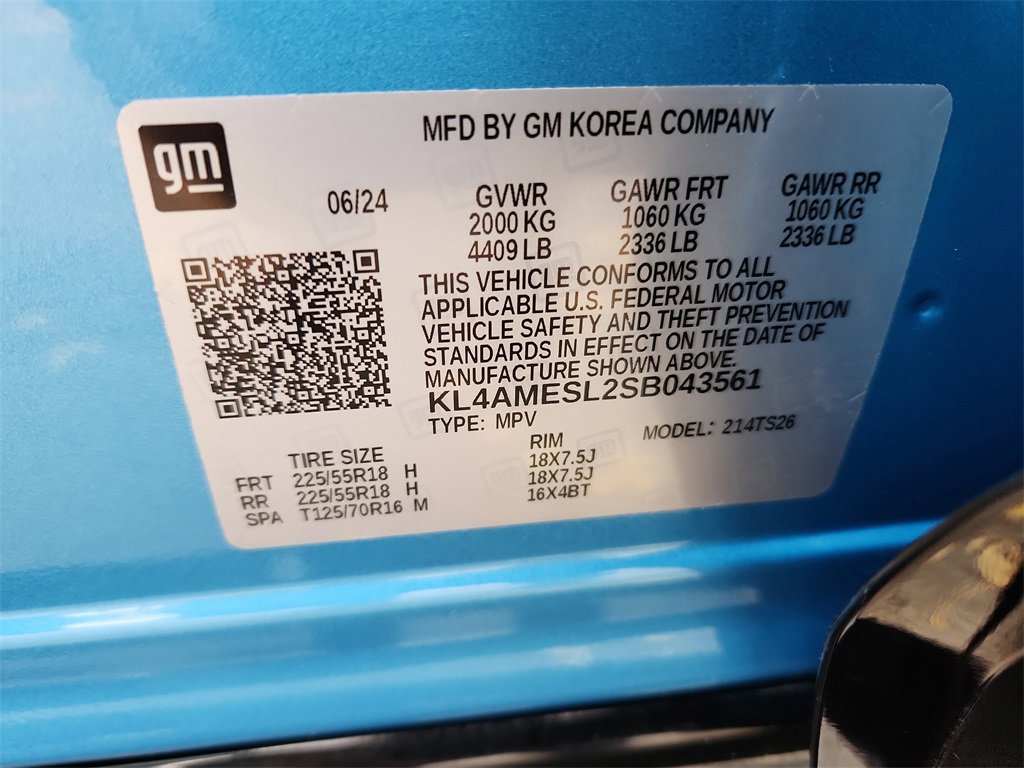 gm
MFD BY GM KOREA COMPANY
06/24
GVWR GAWR FRT GAWR RR
2000 KG 1060 KG 1060 KG
4409 LB 2336 LB 2336 LB
THIS VEHICLE CONFORMS TO ALL
APPLICABLE U.S. FEDERAL MOTOR
VEHICLE SAFETY AND THEFT PREVENTION
STANDARDS IN EFFECT ON THE DATE OF
MANUFACTURE SHOWN ABOVE.
KL4AMESL2SB043561
TYPE: MPV MODEL: 214TS26
TIRE SIZE RIM
FRT 225/55R18 H 18X7.5J
RR 225/55R18 H 18X7.5J
SPA T125/70R16 M 16X4BT